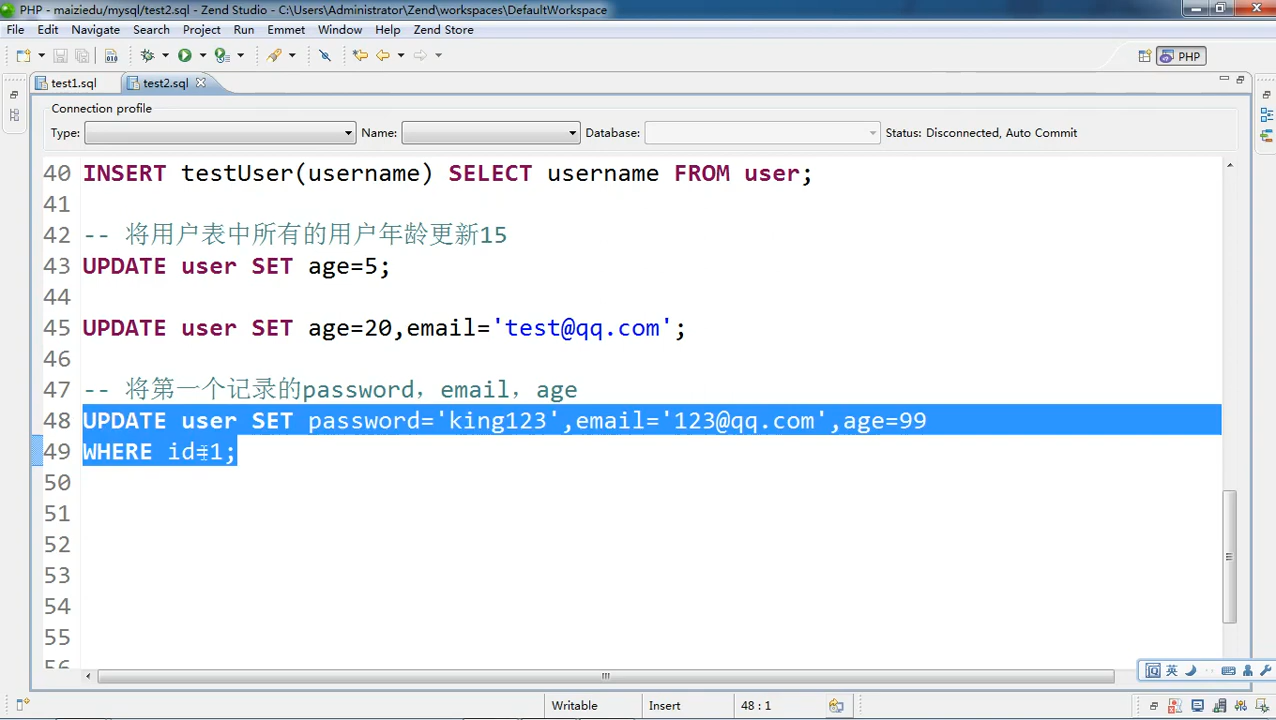 PHP - maiziedu/mysql/test2.sql - Zend Studio - C:\Users\Administrator\Zend\workspaces\DefaultWorkspace
File Edit Navigate Search Project Run Emmet Window Help Zend Store
PHP
test1.sql test2.sql
Connection profile
Type: Name: Database: Status: Disconnected, Auto Commit
40 INSERT testUser(username) SELECT username FROM user;
41
42 -- 将用户表中所有的用户年龄更新15
43 UPDATE user SET age=5;
44
45 UPDATE user SET age=20,email='test@qq.com';
46
47 -- 将第一个记录的password，email，age
48 UPDATE user SET password='king123',email='123@qq.com',age=99
49 WHERE id=1;
50
51
52
53
54
55
56
英
Writable Insert 48 : 1